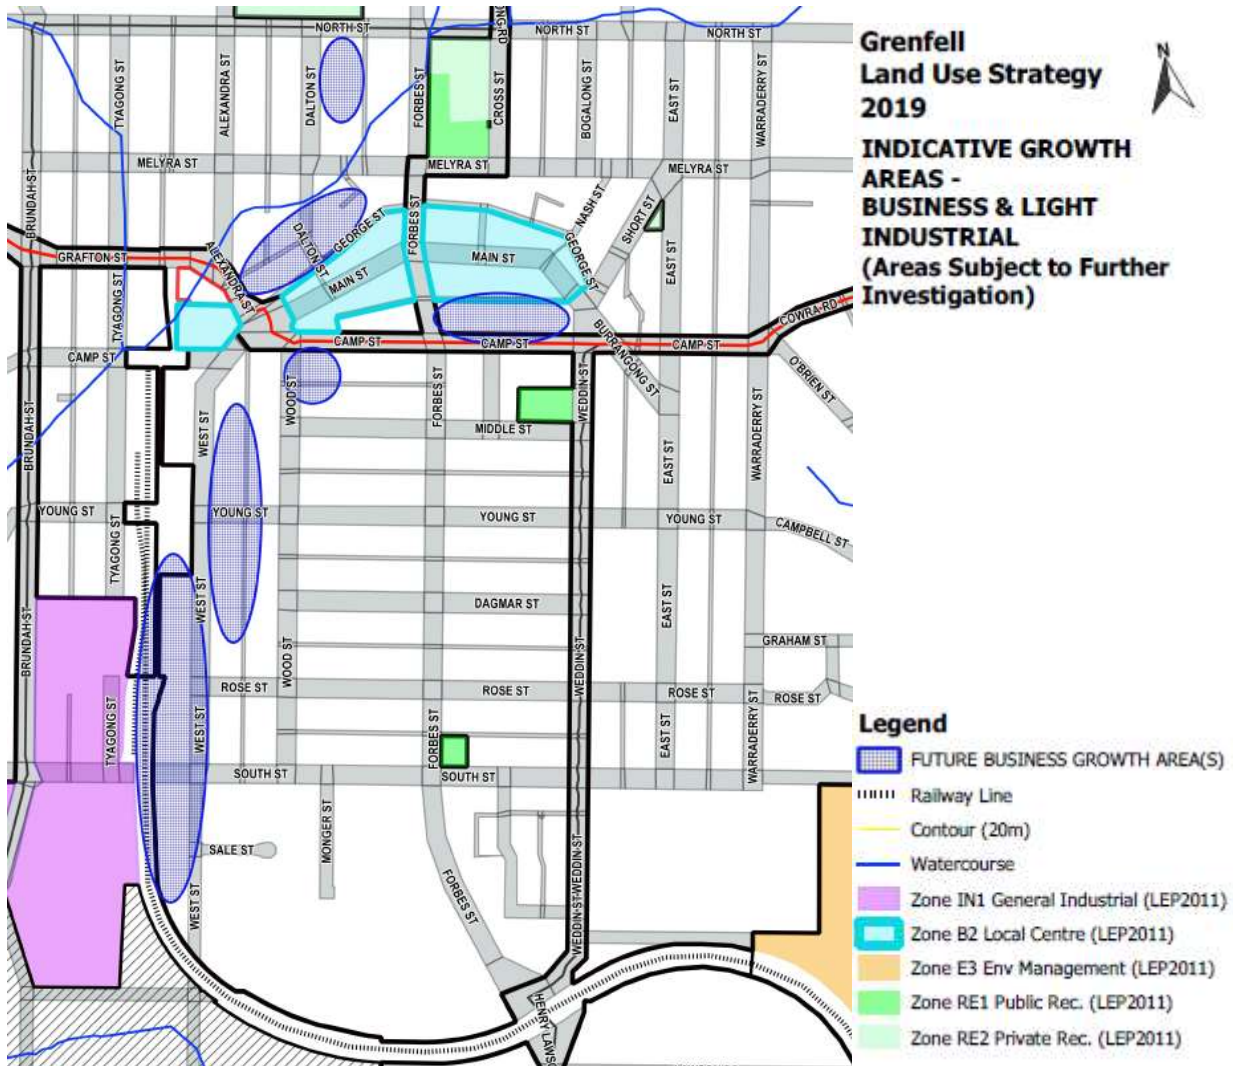 Grenfell
Land Use Strategy
2019
N
INDICATIVE GROWTH
AREAS -
BUSINESS & LIGHT
INDUSTRIAL
(Areas Subject to Further
Investigation)
NORTH ST
NORTH ST
NORTH ST
TYAGONG ST
ALEXANDRA ST
DALTON ST
FORBES ST
CROSS ST
BOGALONG ST
EAST ST
WARRADERRY ST
MELYRA ST
MELYRA ST
MELYRA ST
BRUNDAH ST
GRAFTON ST
ALEXANDRA ST
DALTON ST
GEORGE ST
MAIN ST
FORBES ST
MAIN ST
GEORGE ST
NASH ST
SHORT ST
EAST ST
TYAGONG ST
CAMP ST
CAMP ST
CAMP ST
CAMP ST
COWRA RD
BURRANGONG ST
O'BRIEN ST
BRUNDAH ST
WEST ST
WOOD ST
FORBES ST
WEDDIN ST
MIDDLE ST
EAST ST
WARRADERRY ST
YOUNG ST
YOUNG ST
YOUNG ST
YOUNG ST
CAMPBELL ST
TYAGONG ST
WEST ST
DAGMAR ST
EAST ST
BRUNDAH ST
WOOD ST
WEDDIN ST
GRAHAM ST
ROSE ST
ROSE ST
ROSE ST
ROSE ST
TYAGONG ST
WEST ST
FORBES ST
EAST ST
WARRADERRY ST
SOUTH ST
SOUTH ST
MONGER ST
SALE ST
WEST ST
FORBES ST
WEDDIN ST
WEDDIN ST
HENRY LAWS
Legend
FUTURE BUSINESS GROWTH AREA(S)
Railway Line
Contour (20m)
Watercourse
Zone IN1 General Industrial (LEP2011)
Zone B2 Local Centre (LEP2011)
Zone E3 Env Management (LEP2011)
Zone RE1 Public Rec. (LEP2011)
Zone RE2 Private Rec. (LEP2011)